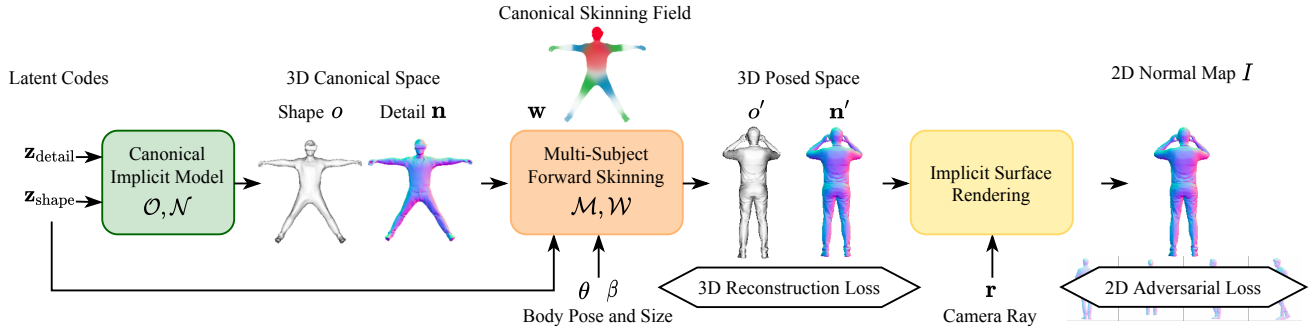 Canonical Skinning Field
Latent Codes
3D Canonical Space
3D Posed Space
2D Normal Map I
Shape o
Detail n
w
o′
n′
z_detail
z_shape
Canonical
Implicit Model
𝒪, 𝒩
Multi-Subject
Forward Skinning
ℳ, 𝒲
Implicit Surface
Rendering
θ β
Body Pose and Size
3D Reconstruction Loss
r
Camera Ray
2D Adversarial Loss